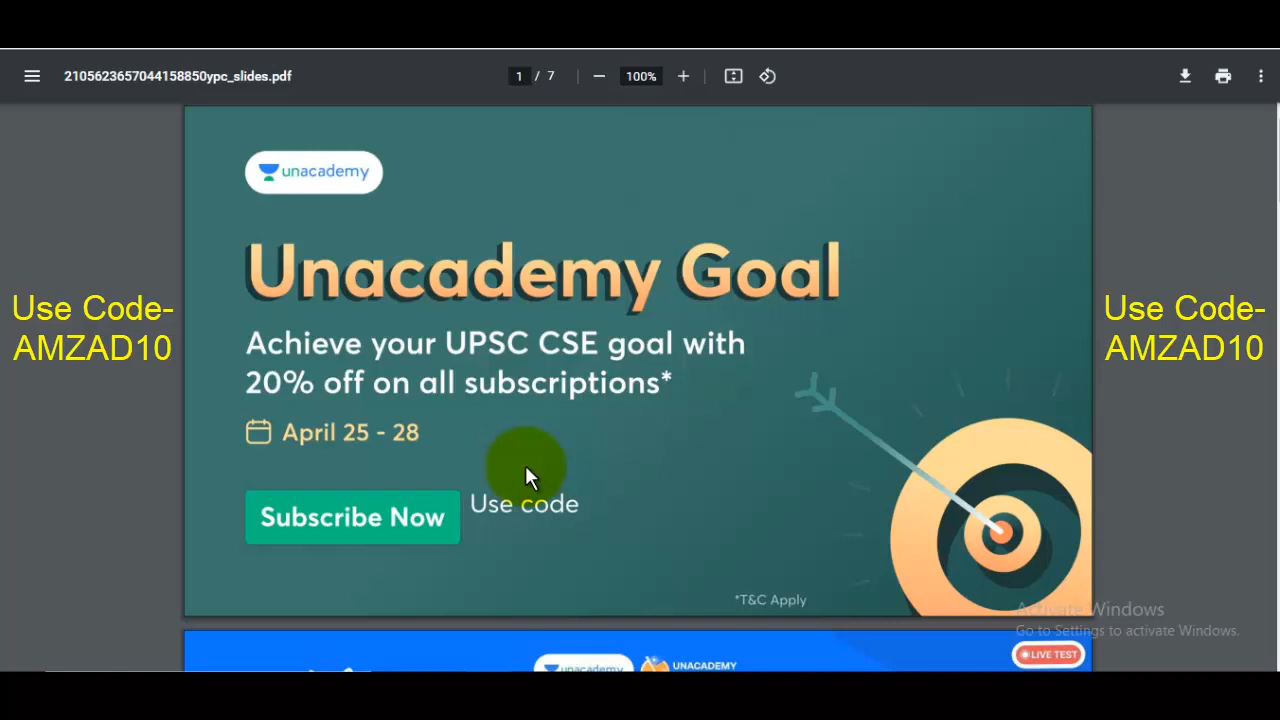 2105623657044158850ypc_slides.pdf
1 / 7
100%
unacademy
Unacademy Goal
Achieve your UPSC CSE goal with
20% off on all subscriptions*
April 25 - 28
Subscribe Now
Use code
*T&C Apply
Use Code-
AMZAD10
Use Code-
AMZAD10
Activate Windows
Go to Settings to activate Windows.
unacademy
UNACADEMY
LIVE TEST